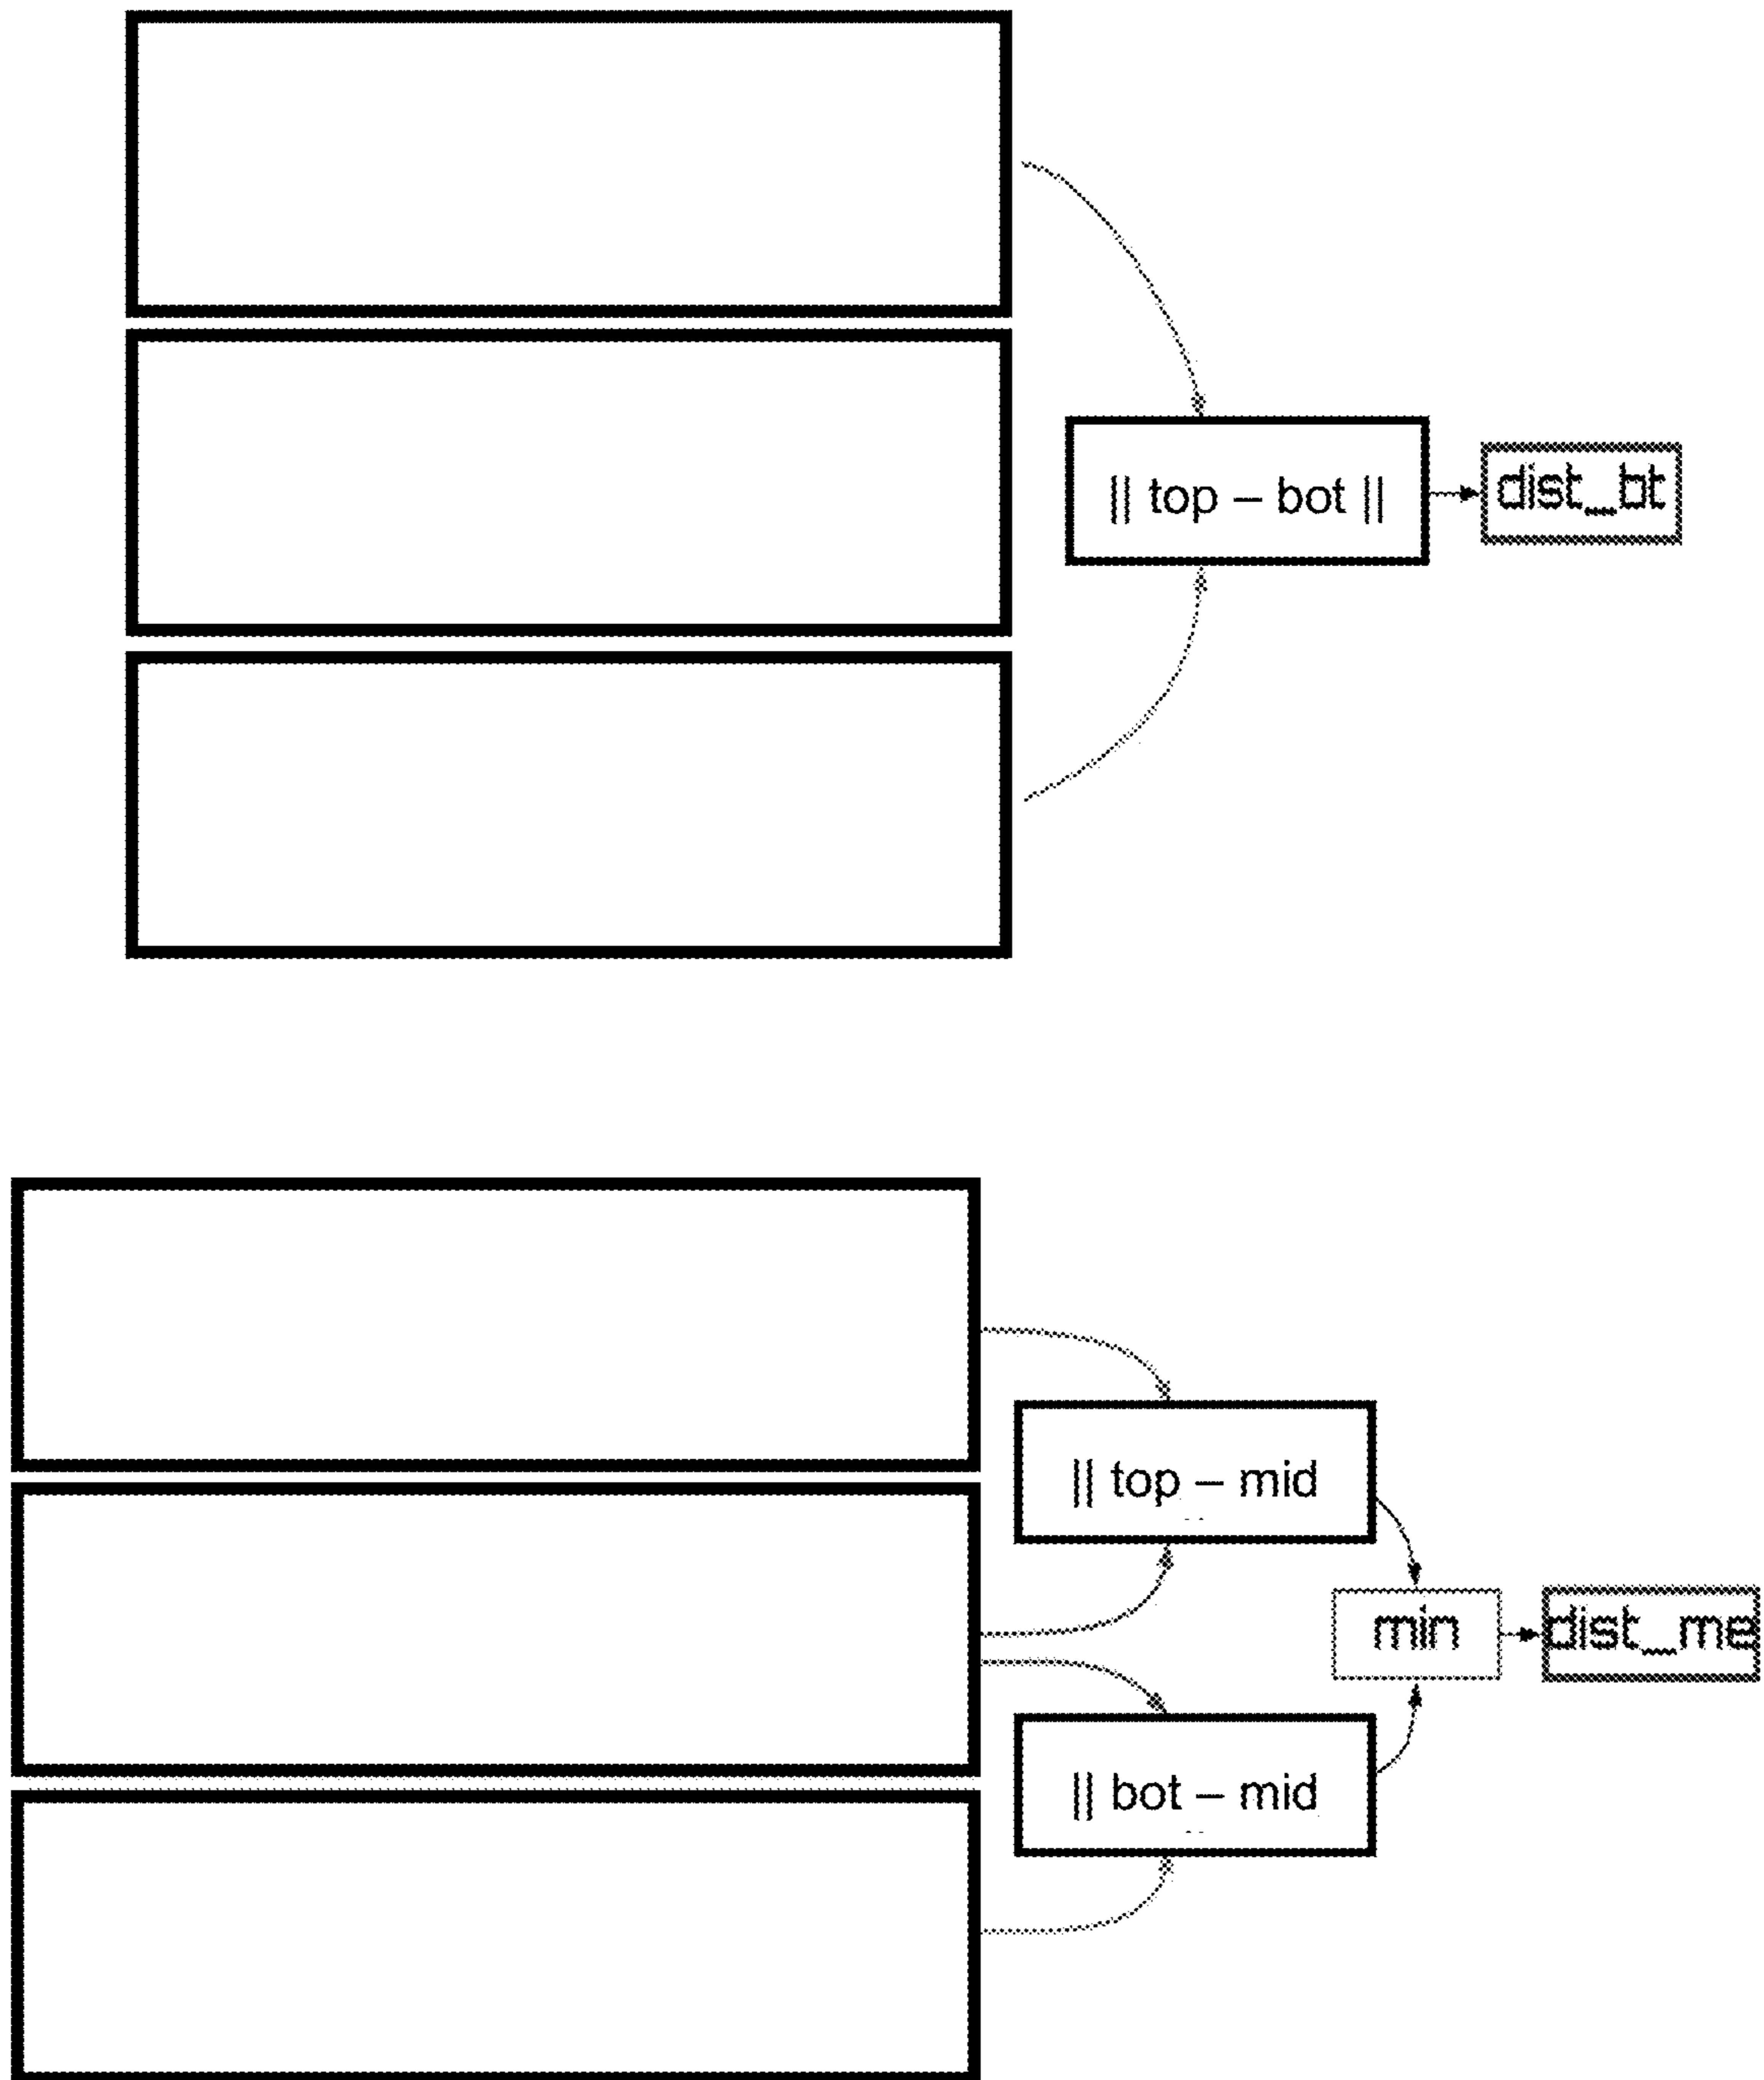 || top – bot ||
dist_bt
|| top – mid
min
dist_me
|| bot – mid